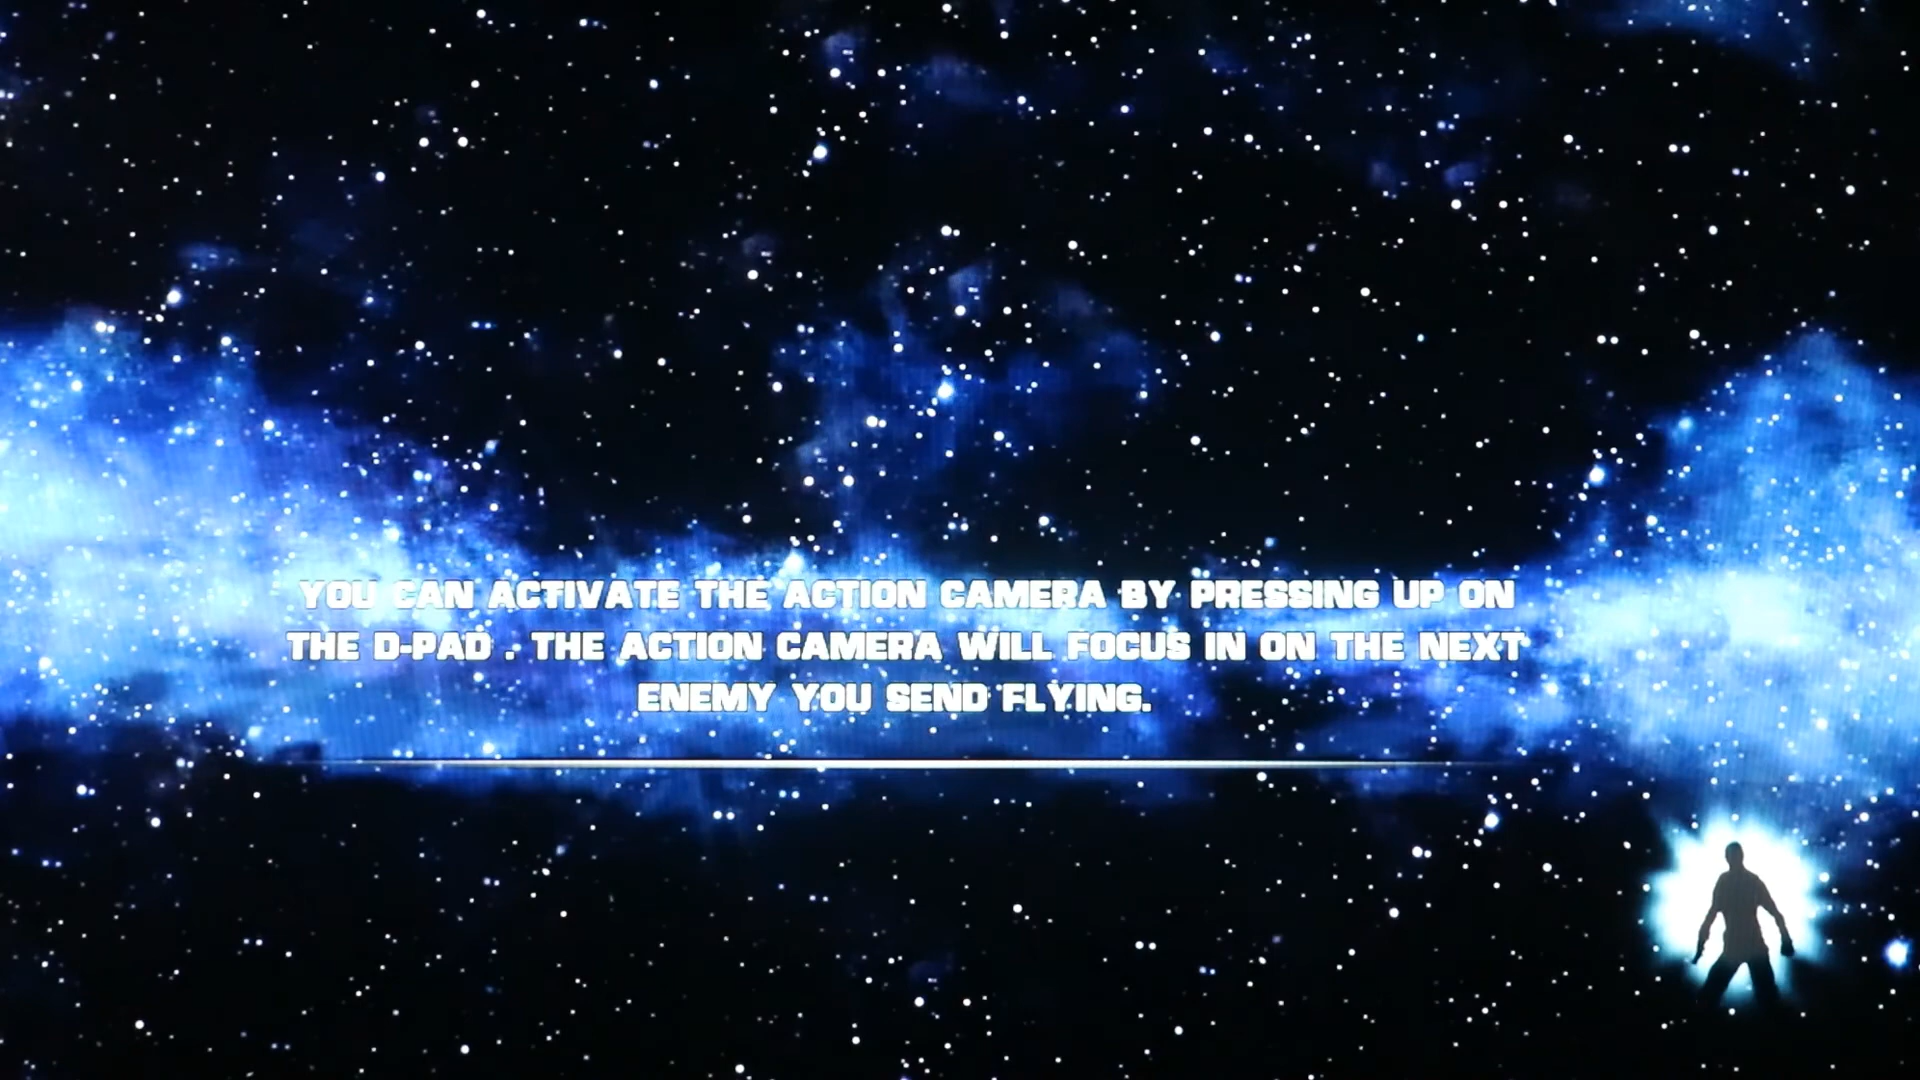 YOU CAN ACTIVATE THE ACTION CAMERA BY PRESSING UP ON
THE D-PAD . THE ACTION CAMERA WILL FOCUS IN ON THE NEXT
ENEMY YOU SEND FLYING.